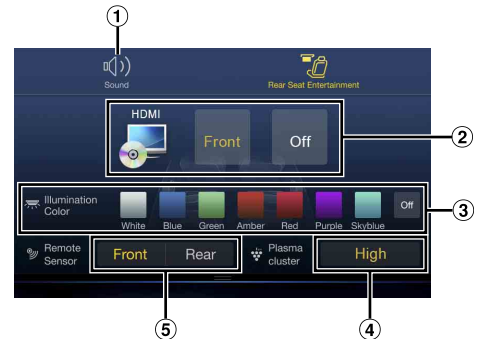 1
Sound
Rear Seat Entertainment
HDMI
Front
Off
2
Illumination
Color
White
Blue
Green
Amber
Red
Purple
Skyblue
Off
3
Remote
Sensor
Front
Rear
Plasma
cluster
High
5
4